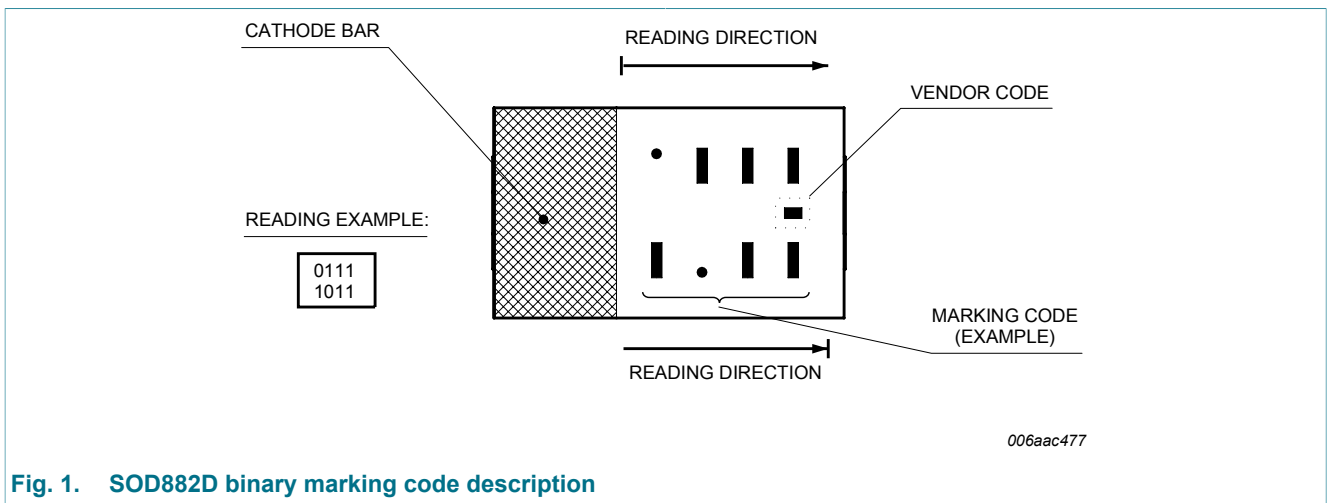 CATHODE BAR
READING DIRECTION
VENDOR CODE
READING EXAMPLE:
0111
1011
MARKING CODE
(EXAMPLE)
READING DIRECTION
006aac477
Fig. 1. SOD882D binary marking code description